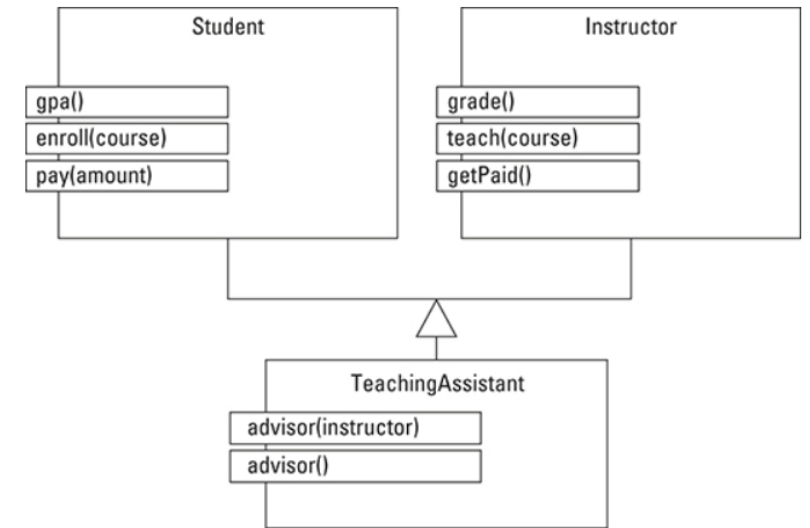 Student
gpa()
enroll(course)
pay(amount)
Instructor
grade()
teach(course)
getPaid()
TeachingAssistant
advisor(instructor)
advisor()